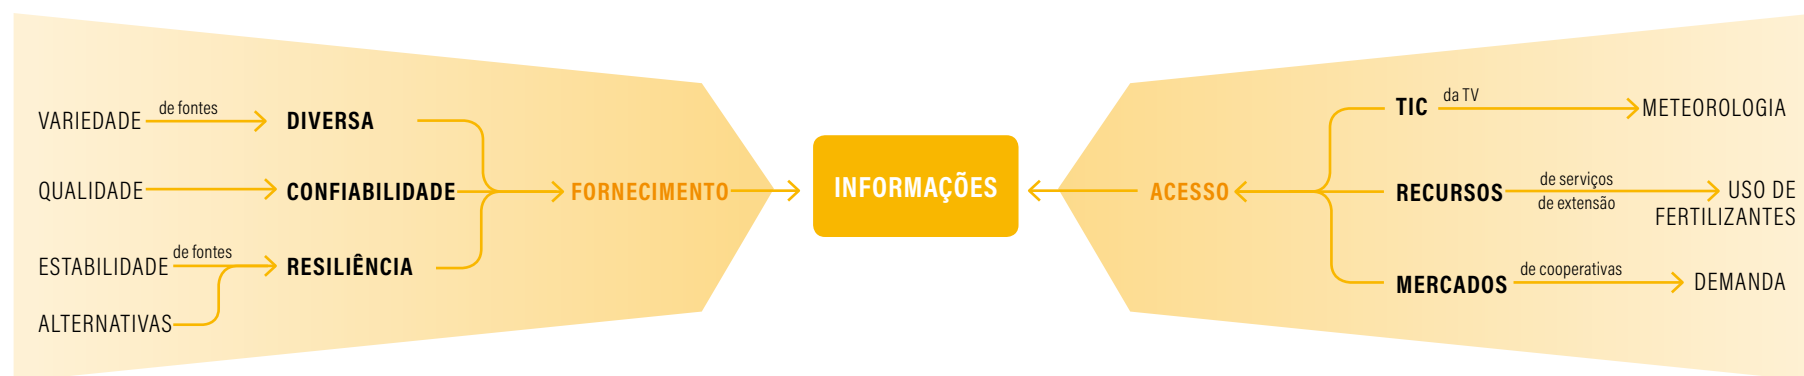 VARIEDADE
de fontes
DIVERSA
QUALIDADE
CONFIABILIDADE
ESTABILIDADE
de fontes
RESILIÊNCIA
ALTERNATIVAS
FORNECIMENTO
INFORMAÇÕES
ACESSO
TIC
da TV
METEOROLOGIA
RECURSOS
de serviços
de extensão
USO DE
FERTILIZANTES
MERCADOS
de cooperativas
DEMANDA